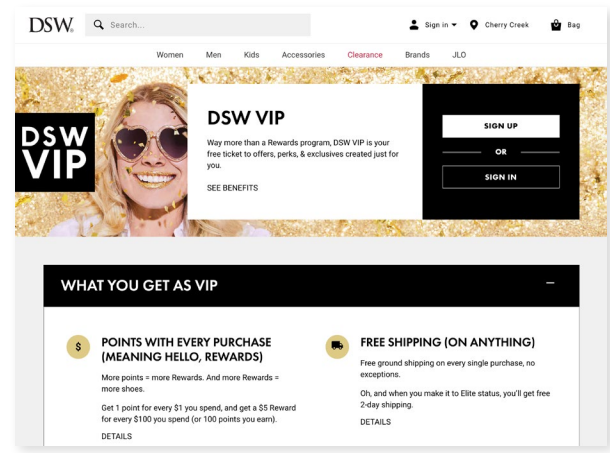 DSW.
Search...
Sign in
Cherry Creek
Bag
Women Men Kids Accessories Clearance Brands JLO
DSW
VIP
DSW VIP
Way more than a Rewards program, DSW VIP is your
free ticket to offers, perks, & exclusives created just for
you.
SEE BENEFITS
SIGN UP
OR
SIGN IN
WHAT YOU GET AS VIP
$
POINTS WITH EVERY PURCHASE
(MEANING HELLO, REWARDS)
More points = more Rewards. And more Rewards =
more shoes.
Get 1 point for every $1 you spend, and get a $5 Reward
for every $100 you spend (or 100 points you earn).
DETAILS
FREE SHIPPING (ON ANYTHING)
Free ground shipping on every single purchase, no
exceptions.
Oh, and when you make it to Elite status, you'll get free
2-day shipping.
DETAILS